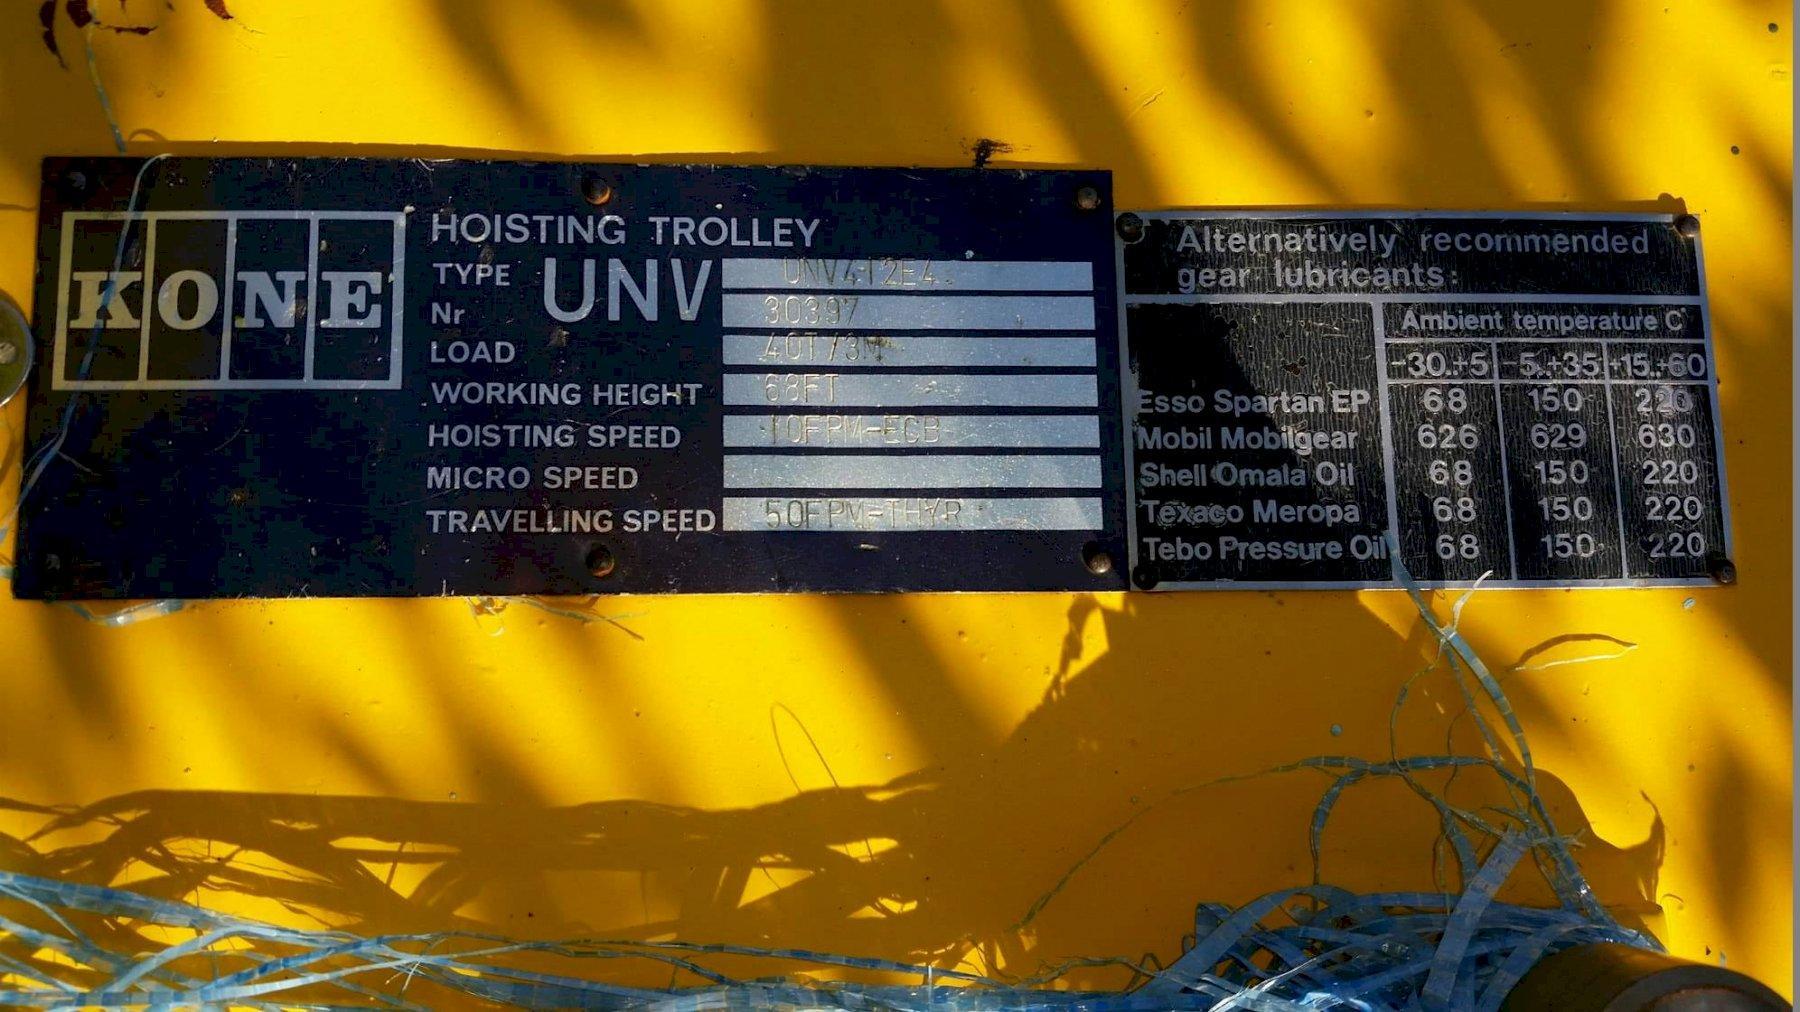 KONE
HOISTING TROLLEY
TYPE UNV UNV4-12E4.
Nr 30397
LOAD 40T/3M
WORKING HEIGHT 68FT
HOISTING SPEED 10FPM-ECB
MICRO SPEED
TRAVELLING SPEED 50FPM-THYR
Alternatively recommended
gear lubricants:
Ambient temperature C°
-30.+5 -5.+35 +15.+60
Esso Spartan EP 68 150 220
Mobil Mobilgear 626 629 630
Shell Omala Oil 68 150 220
Texaco Meropa 68 150 220
Tebo Pressure Oil 68 150 220